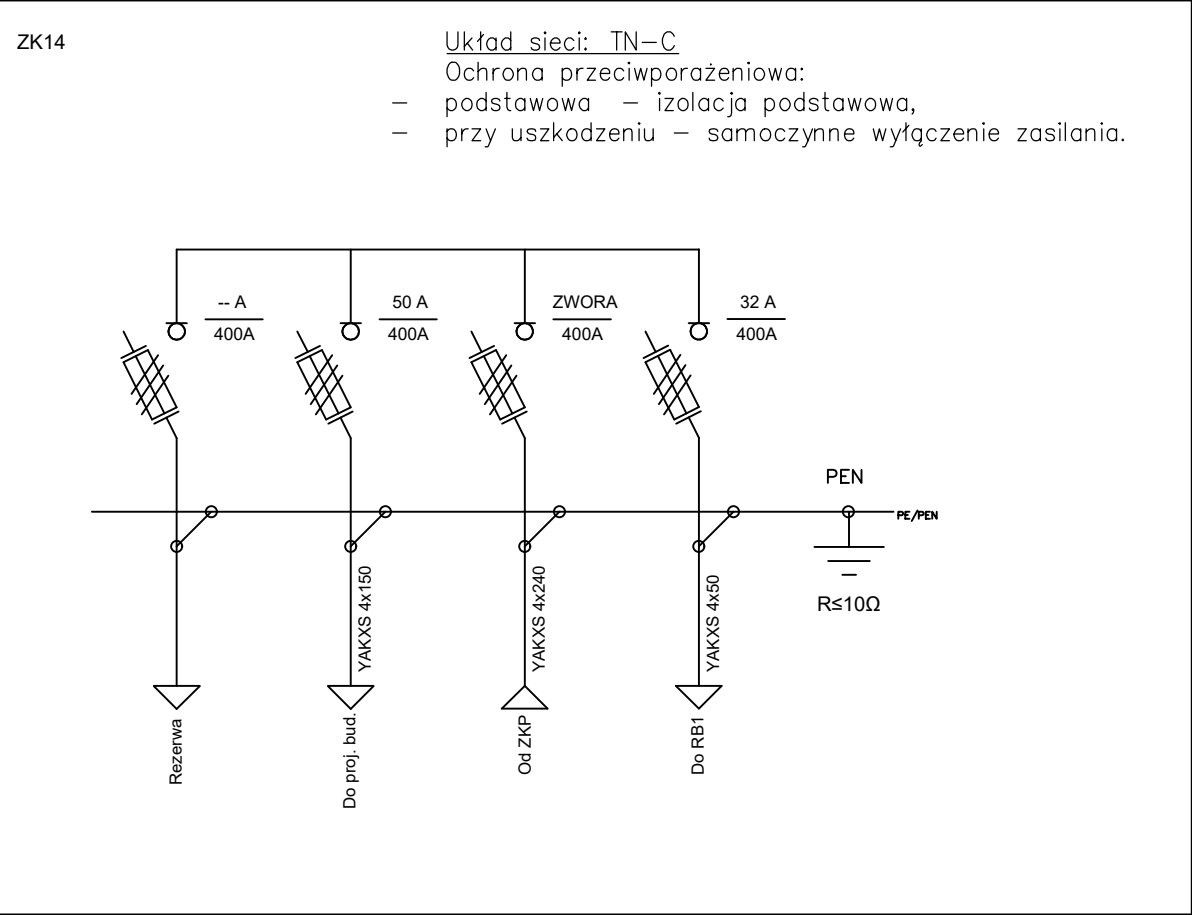 ZK14
Układ sieci: TN-C
Ochrona przeciwporażeniowa:
- podstawowa - izolacja podstawowa,
- przy uszkodzeniu - samoczynne wyłączenie zasilania.
-- A
400A
50 A
400A
ZWORA
400A
32 A
400A
PEN
PE/PEN
R≤10Ω
YAKXS 4x150
YAKXS 4x240
YAKXS 4x50
Rezerwa
Do proj. bud.
Od ZKP
Do RB1